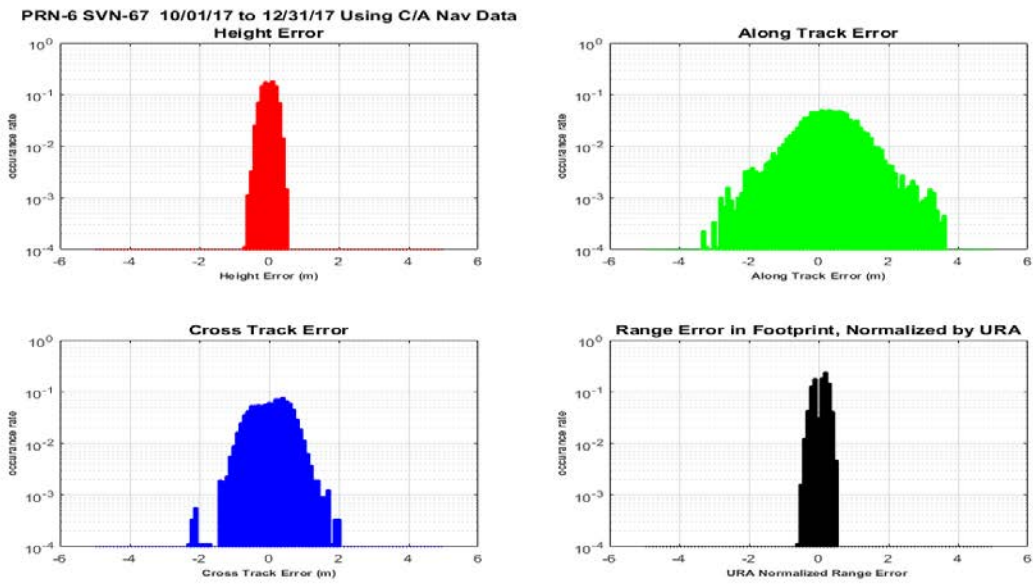 PRN-6 SVN-67 10/01/17 to 12/31/17 Using C/A Nav Data
Height Error
10^0
10^-1
10^-2
10^-3
10^-4
occurance rate
-6 -4 -2 0 2 4 6
Height Error (m)
Along Track Error
10^0
10^-1
10^-2
10^-3
10^-4
occurance rate
-6 -4 -2 0 2 4 6
Along Track Error (m)
Cross Track Error
10^0
10^-1
10^-2
10^-3
10^-4
occurance rate
-6 -4 -2 0 2 4 6
Cross Track Error (m)
Range Error in Footprint, Normalized by URA
10^0
10^-1
10^-2
10^-3
10^-4
occurance rate
-6 -4 -2 0 2 4 6
URA Normalized Range Error